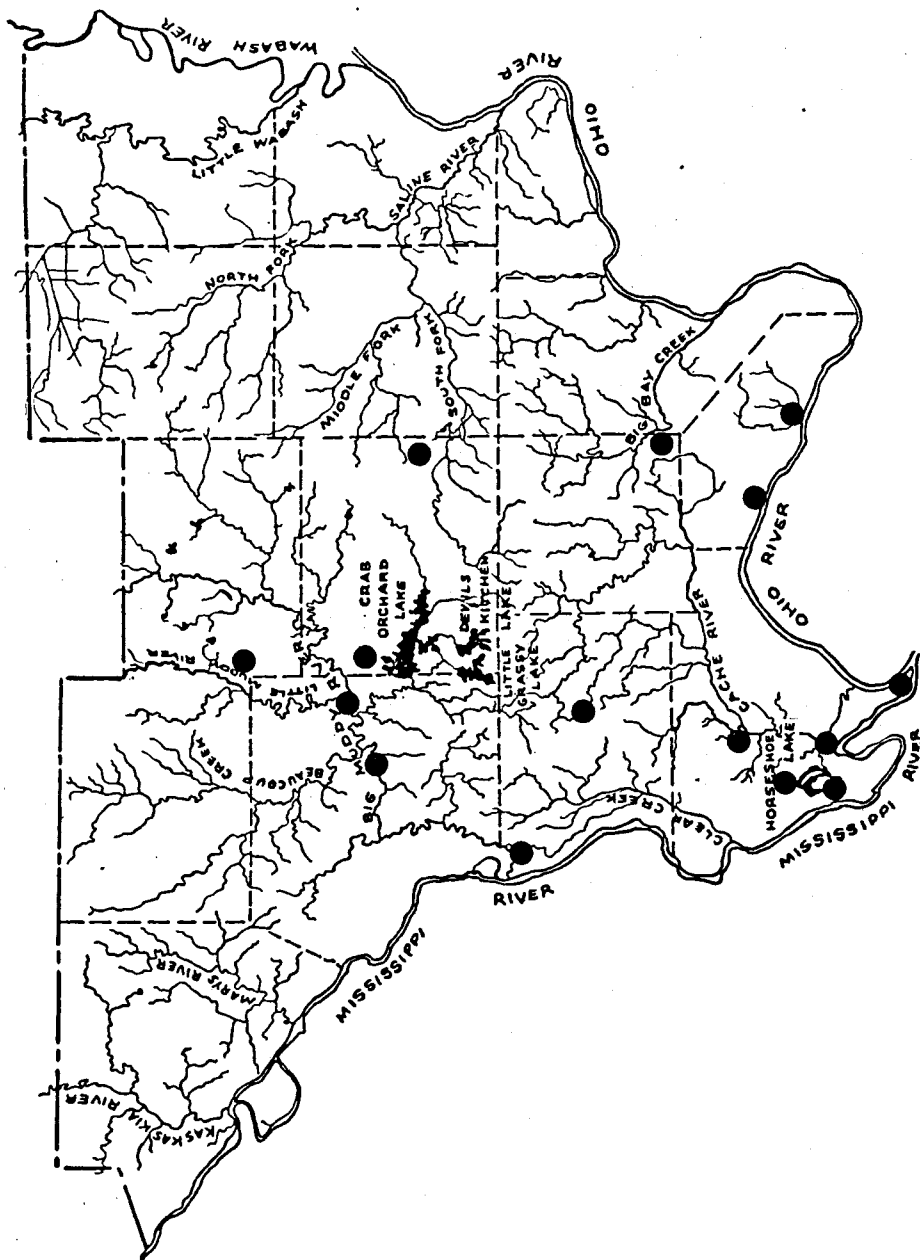 WABASH RIVER
LITTLE WABASH
RIVER
OHIO
SALINE RIVER
NORTH FORK
MIDDLE FORK
SOUTH FORK
BIG BAY CREEK
CRAB
ORCHARD
LAKE
DEVILS
KITCHEN
LAKE
LITTLE
GRASSY
LAKE
LITTLE
MUDDY
RIVER
BEAUCOUP CREEK
BIG MUDDY RIVER
CACHE RIVER
OHIO RIVER
HORSESHOE
LAKE
CLEAR CREEK
MISSISSIPPI RIVER
MISSISSIPPI RIVER
MARYS RIVER
KASKASKIA RIVER